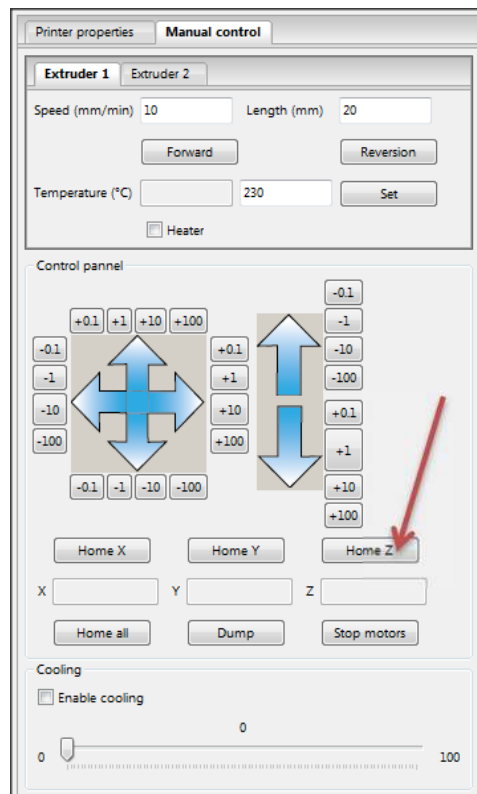 Printer properties Manual control
Extruder 1 Extruder 2
Speed (mm/min) 10 Length (mm) 20
Forward Reversion
Temperature (°C) 230 Set
Heater
Control pannel
-0.1
+0.1 +1 +10 +100 -1
-0.1 +0.1 -10
-1 +1 -100
-10 +10 +0.1
-100 +100 +1
-0.1 -1 -10 -100 +10
+100
Home X Home Y Home Z
X Y Z
Home all Dump Stop motors
Cooling
Enable cooling
0
0 100